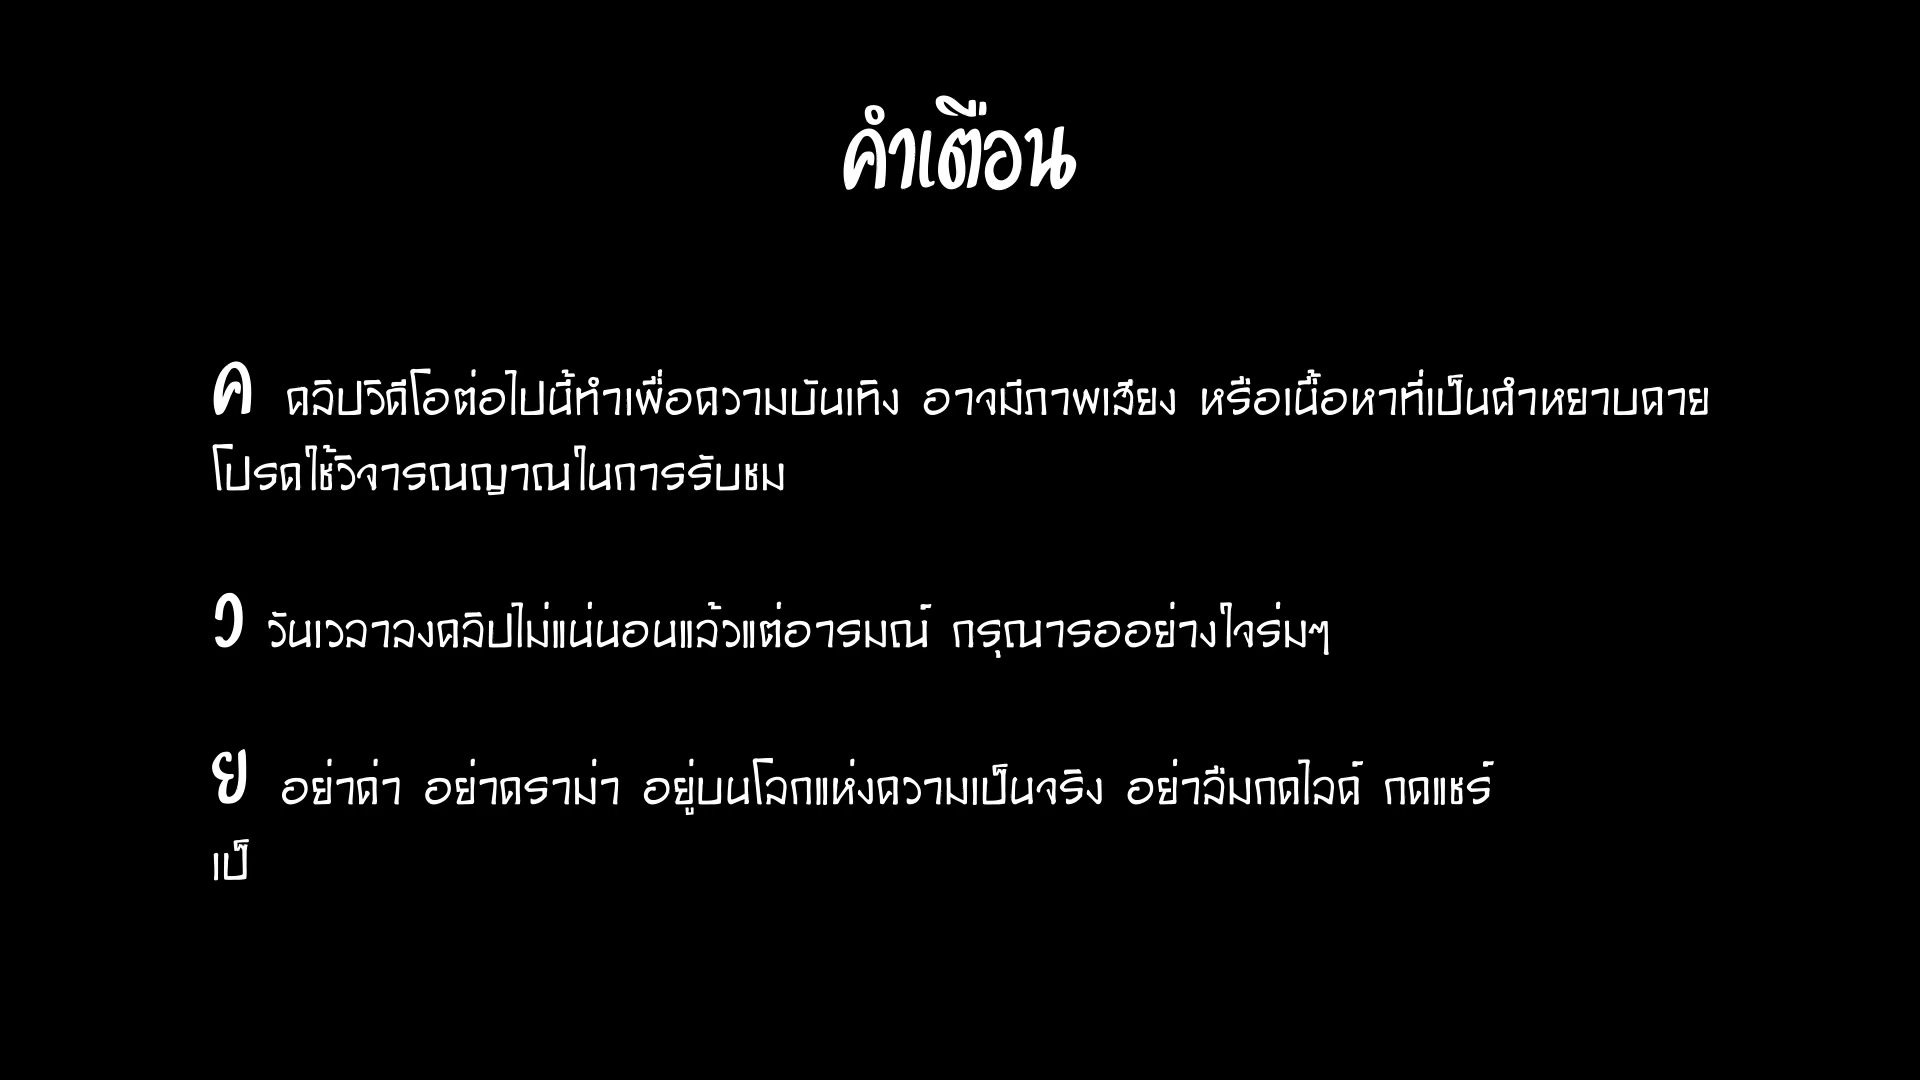 คำเตือน
ค คลิปวิดีโอต่อไปนี้ทำเพื่อความบันเทิง อาจมีภาพเสียง หรือเนื้อหาที่เป็นคำหยาบคาย
โปรดใช้วิจารณญาณในการรับชม
ว วันเวลาลงคลิปไม่แน่นอนแล้วแต่อารมณ์ กรุณารออย่างใจร่มๆ
ย อย่าด่า อย่าดราม่า อยู่บนโลกแห่งความเป็นจริง อย่าลืมกดไลค์ กดแชร์
เป็